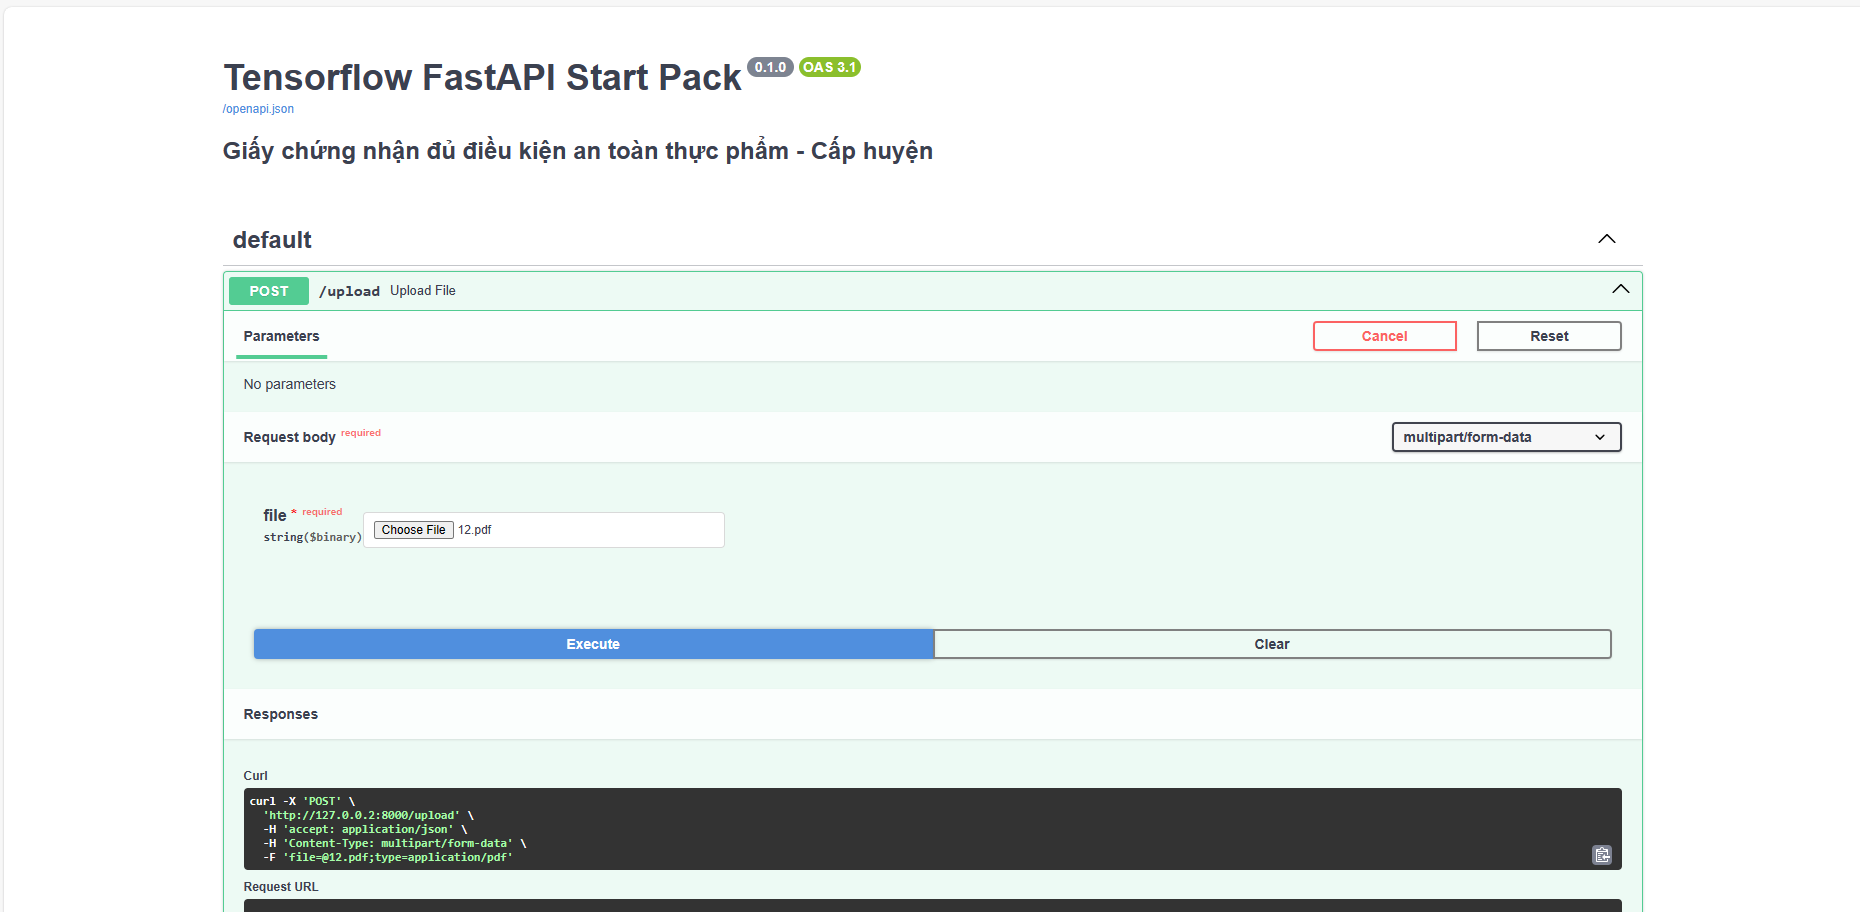 Tensorflow FastAPI Start Pack 0.1.0 OAS 3.1
/openapi.json
Giấy chứng nhận đủ điều kiện an toàn thực phẩm - Cấp huyện
default
POST /upload Upload File
Parameters Cancel Reset
No parameters
Request body required multipart/form-data
file * required
string($binary) Choose File 12.pdf
Execute Clear
Responses
Curl
curl -X 'POST' \
'http://127.0.0.2:8000/upload' \
-H 'accept: application/json' \
-H 'Content-Type: multipart/form-data' \
-F 'file=@12.pdf;type=application/pdf'
Request URL